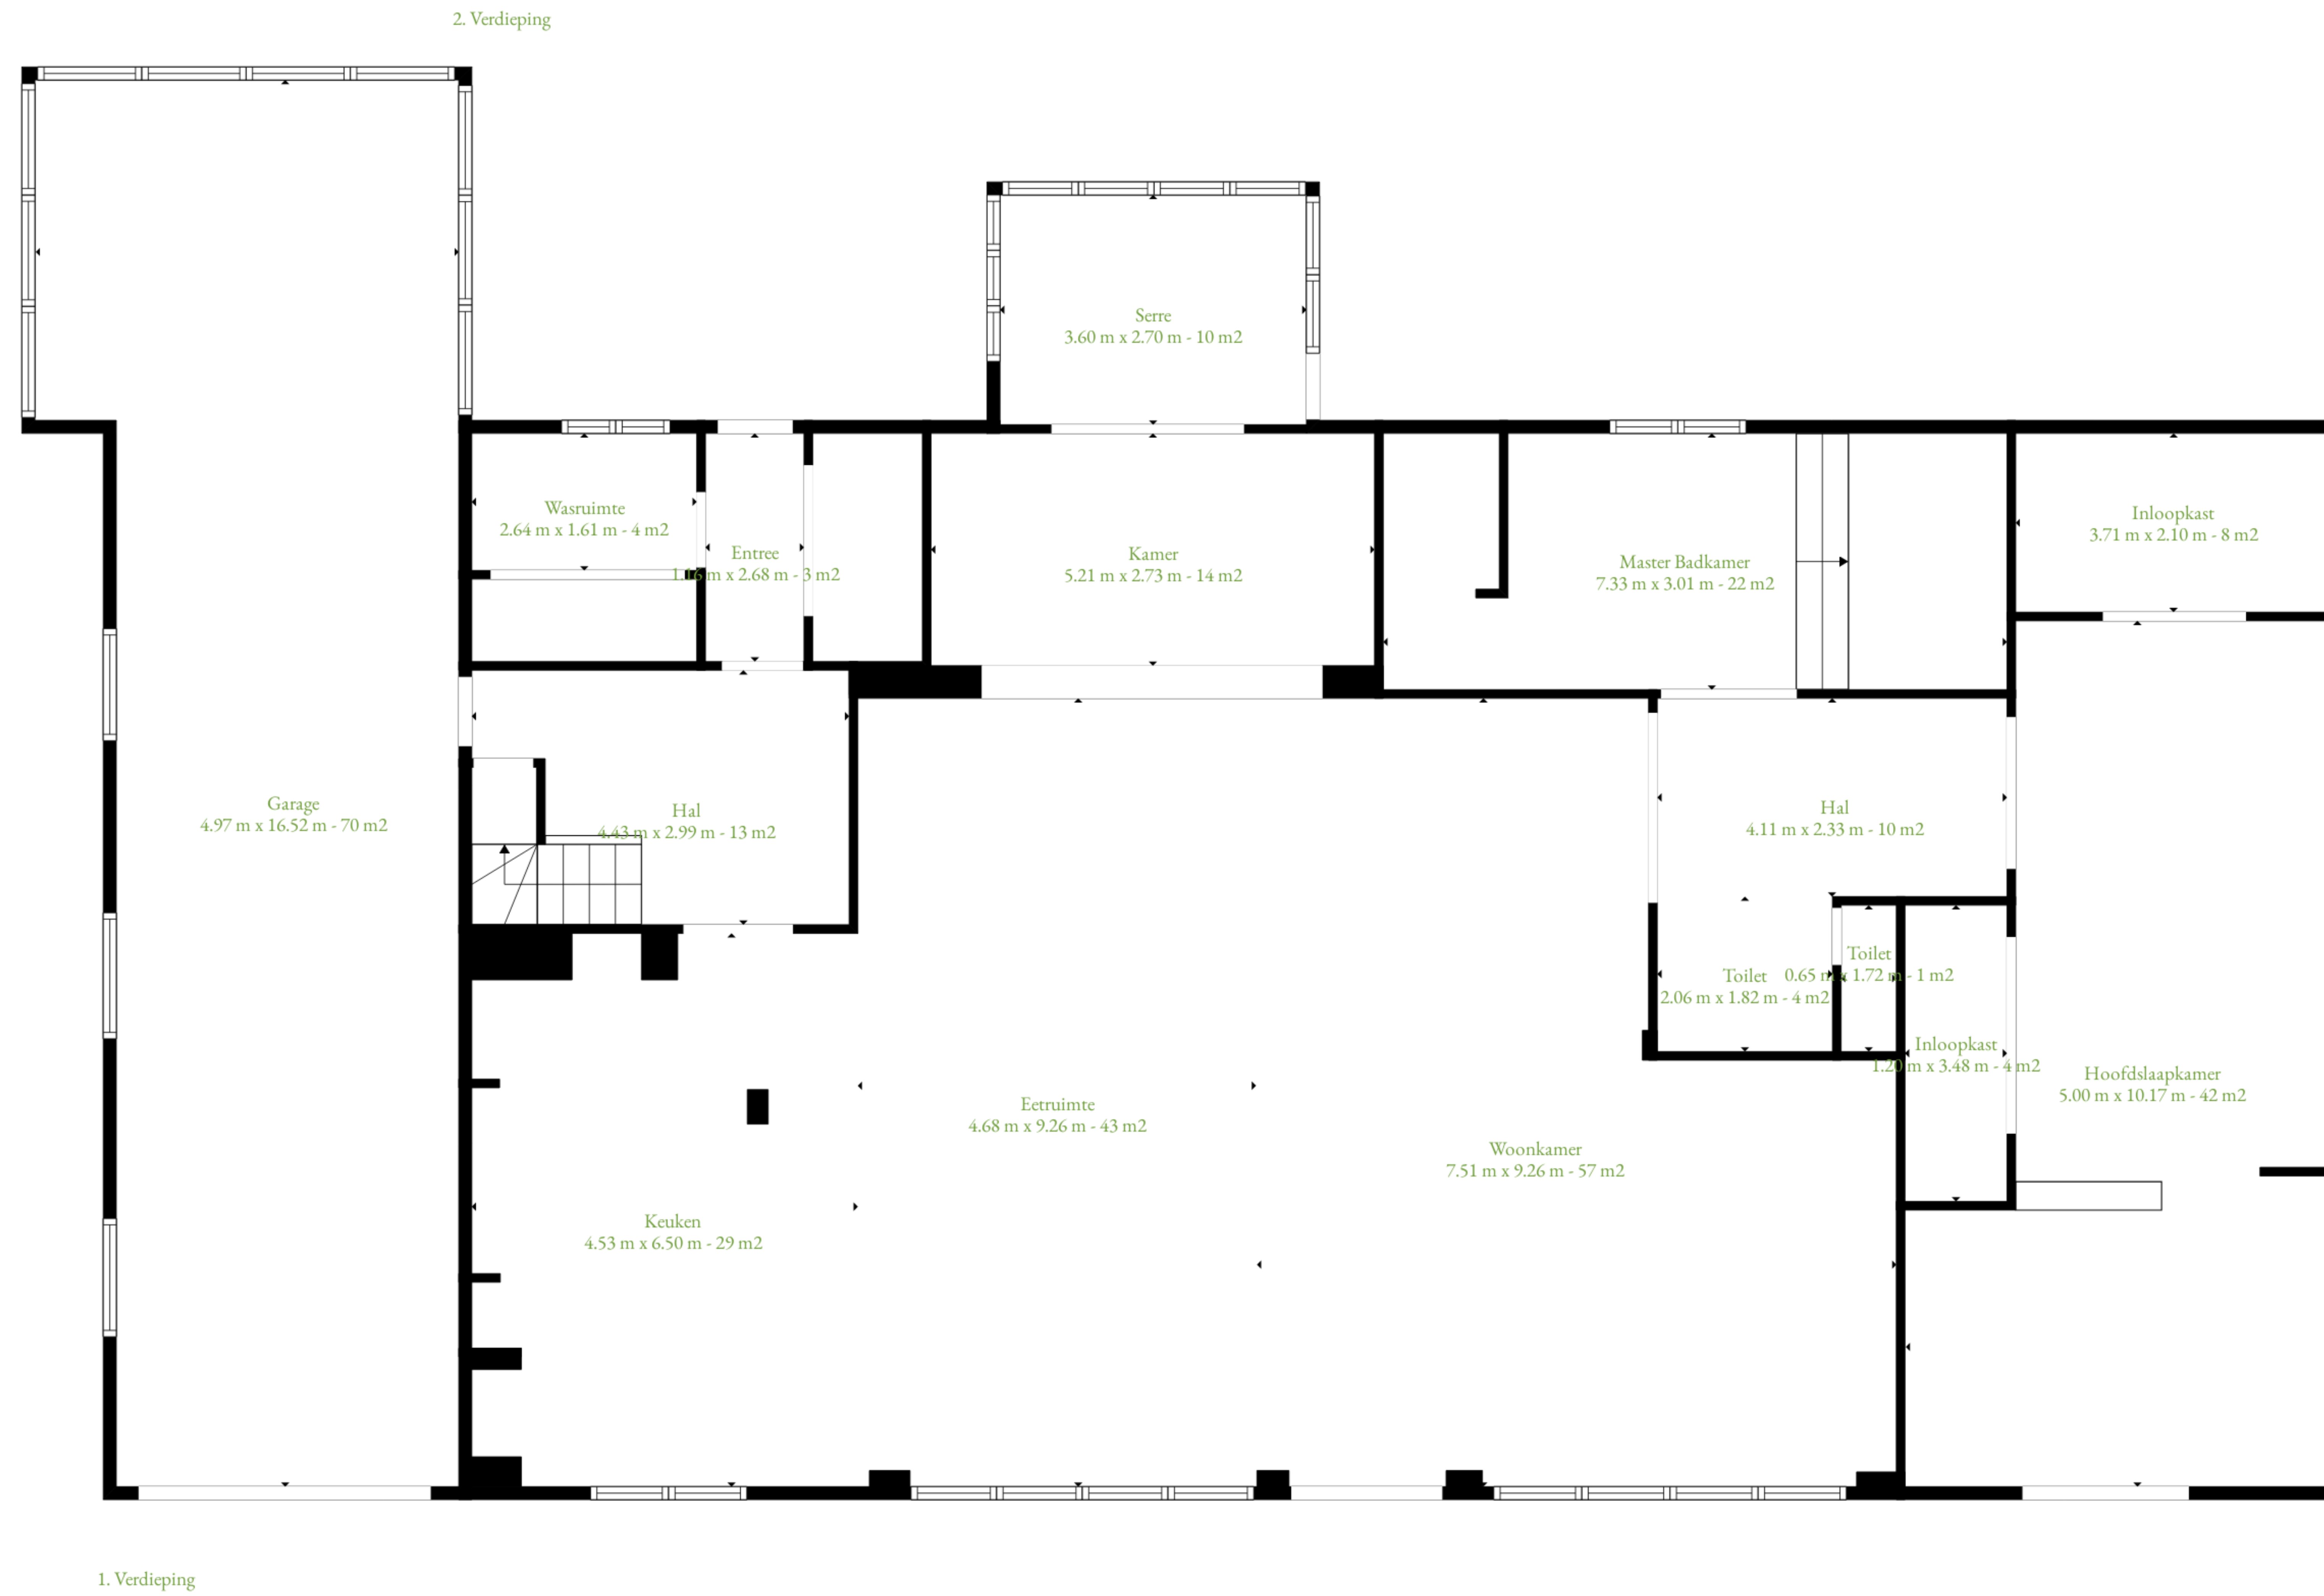 2. Verdieping
Serre
3.60 m x 2.70 m - 10 m2
Wasruimte
2.64 m x 1.61 m - 4 m2
Entree
1.16 m x 2.68 m - 3 m2
Kamer
5.21 m x 2.73 m - 14 m2
Master Badkamer
7.33 m x 3.01 m - 22 m2
Inloopkast
3.71 m x 2.10 m - 8 m2
Garage
4.97 m x 16.52 m - 70 m2
Hal
4.43 m x 2.99 m - 13 m2
Hal
4.11 m x 2.33 m - 10 m2
Toilet
2.06 m x 1.82 m - 4 m2
Toilet
0.65 m x 1.72 m - 1 m2
Inloopkast
1.20 m x 3.48 m - 4 m2
Hoofdslaapkamer
5.00 m x 10.17 m - 42 m2
Eetruimte
4.68 m x 9.26 m - 43 m2
Woonkamer
7.51 m x 9.26 m - 57 m2
Keuken
4.53 m x 6.50 m - 29 m2
1. Verdieping